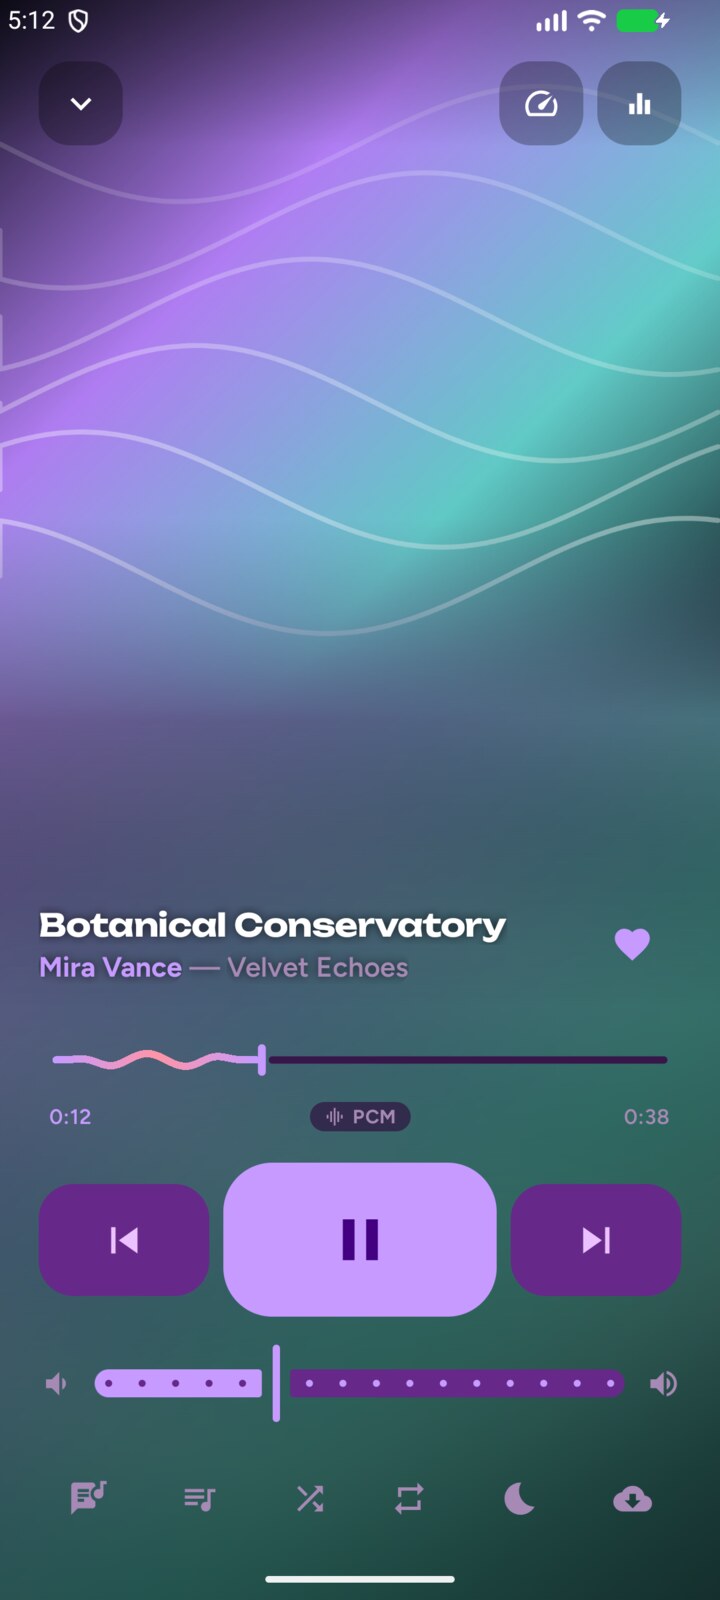 5:12
Botanical Conservatory
Mira Vance — Velvet Echoes
0:12
PCM
0:38